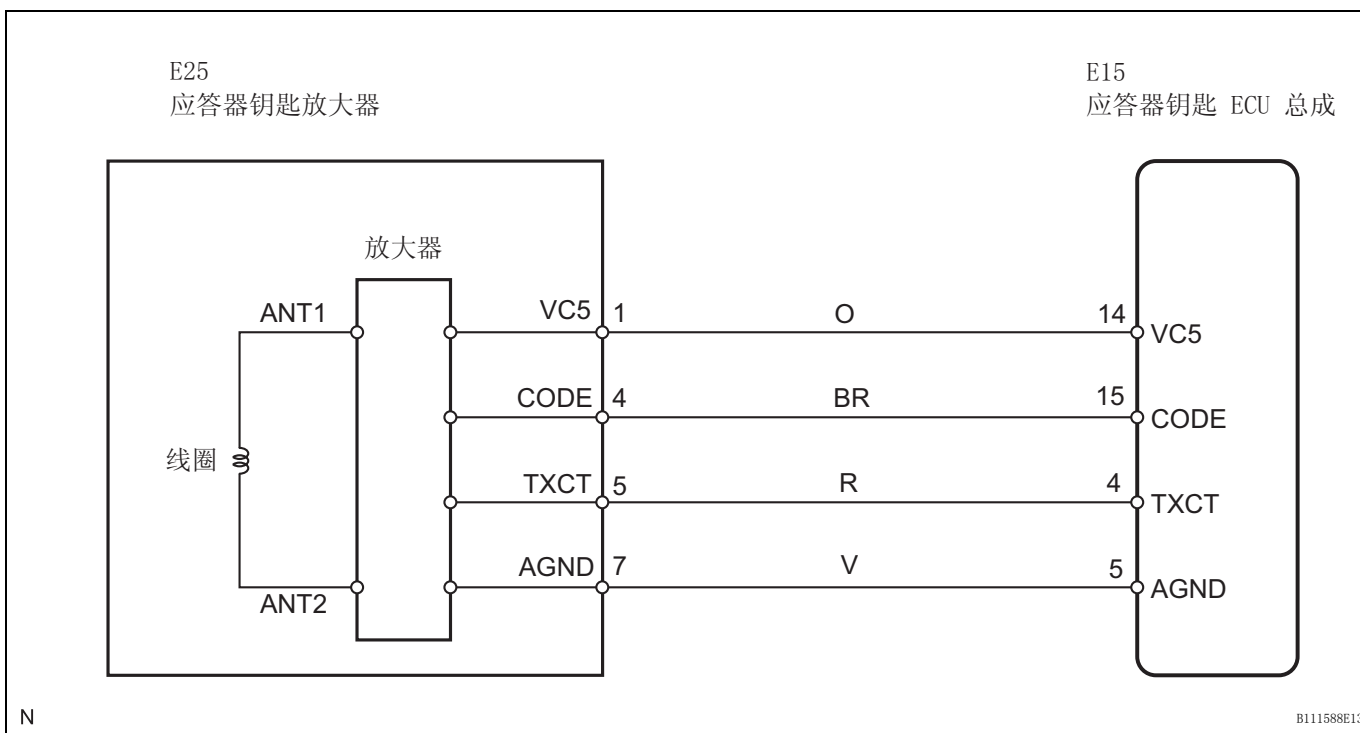 E25
应答器钥匙放大器
E15
应答器钥匙 ECU 总成
放大器
ANT1
VC5 1 O 14 VC5
CODE 4 BR 15 CODE
线圈
TXCT 5 R 4 TXCT
AGND 7 V 5 AGND
ANT2
N
B111588E13